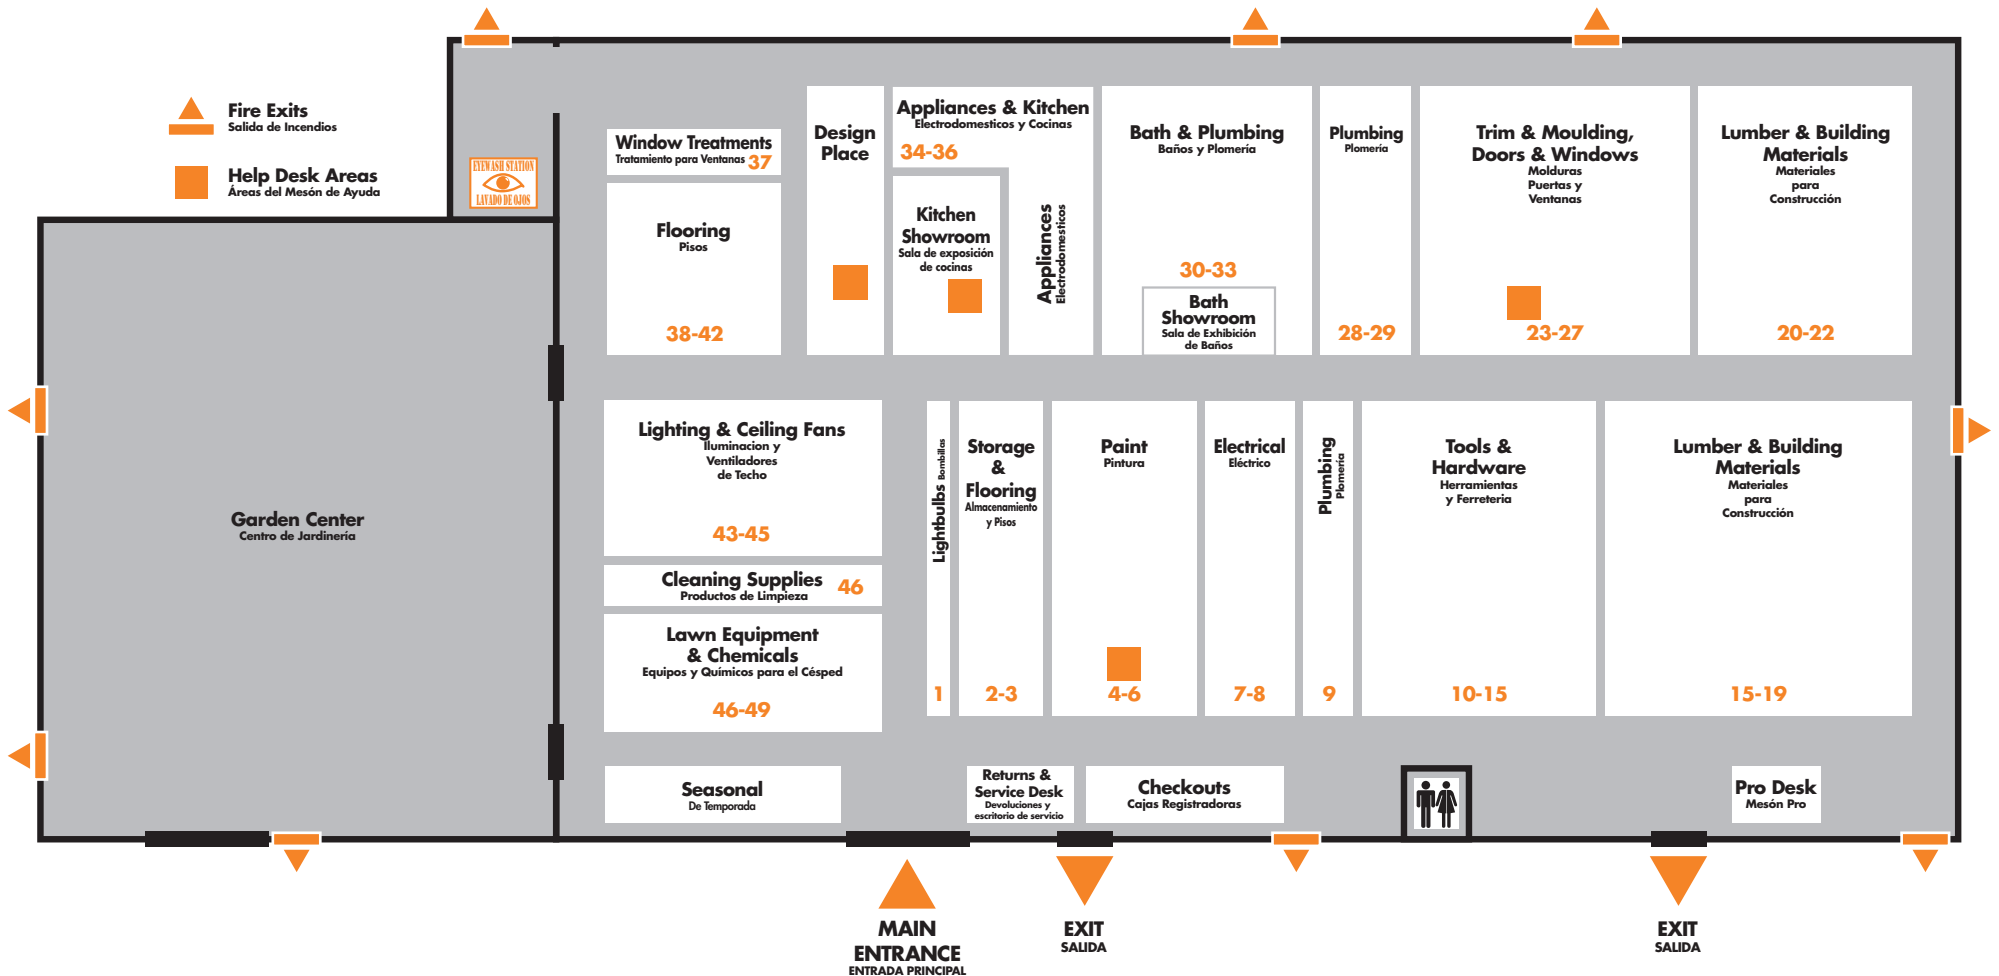 Fire Exits
Salida de Incendios
Help Desk Areas
Áreas del Mesón de Ayuda
EYEWASH STATION
LAVADO DE OJOS
Garden Center
Centro de Jardinería
Window Treatments
Tratamiento para Ventanas 37
Flooring
Pisos
38-42
Design
Place
Appliances & Kitchen
Electrodomesticos y Cocinas
34-36
Kitchen
Showroom
Sala de exposición
de cocinas
Appliances
Electrodomesticos
Bath & Plumbing
Baños y Plomería
30-33
Bath
Showroom
Sala de Exhibición
de Baños
Plumbing
Plomería
28-29
Trim & Moulding,
Doors & Windows
Molduras
Puertas y
Ventanas
23-27
Lumber & Building
Materials
Materiales
para
Construcción
20-22
Lighting & Ceiling Fans
Iluminacion y
Ventiladores
de Techo
43-45
Cleaning Supplies 46
Productos de Limpieza
Lawn Equipment
& Chemicals
Equipos y Químicos para el Césped
46-49
Lightbulbs Bombillas
1
Storage
&
Flooring
Almacenamiento
y Pisos
2-3
Paint
Pintura
4-6
Electrical
Eléctrico
7-8
Plumbing
Plomería
9
Tools &
Hardware
Herramientas
y Ferreteria
10-15
Lumber & Building
Materials
Materiales
para
Construcción
15-19
Seasonal
De Temporada
Returns &
Service Desk
Devoluciones y
escritorio de servicio
Checkouts
Cajas Registradoras
Pro Desk
Mesón Pro
MAIN
ENTRANCE
ENTRADA PRINCIPAL
EXIT
SALIDA
EXIT
SALIDA